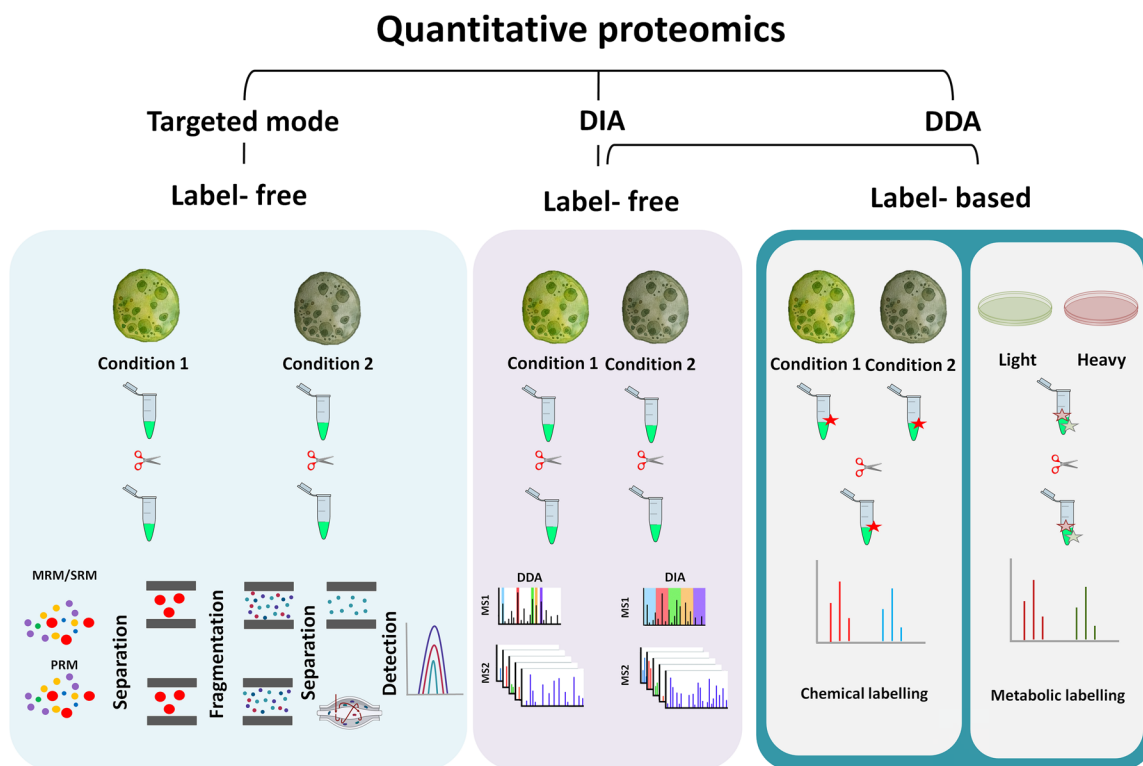 Quantitative proteomics
Targeted mode
DIA
DDA
Label- free
Label- free
Label- based
Condition 1
Condition 2
Condition 1
Condition 2
Condition 1
Condition 2
Light
Heavy
MRM/SRM
PRM
Separation
Fragmentation
Separation
Detection
DDA
DIA
MS1
MS2
MS1
MS2
Chemical labelling
Metabolic labelling